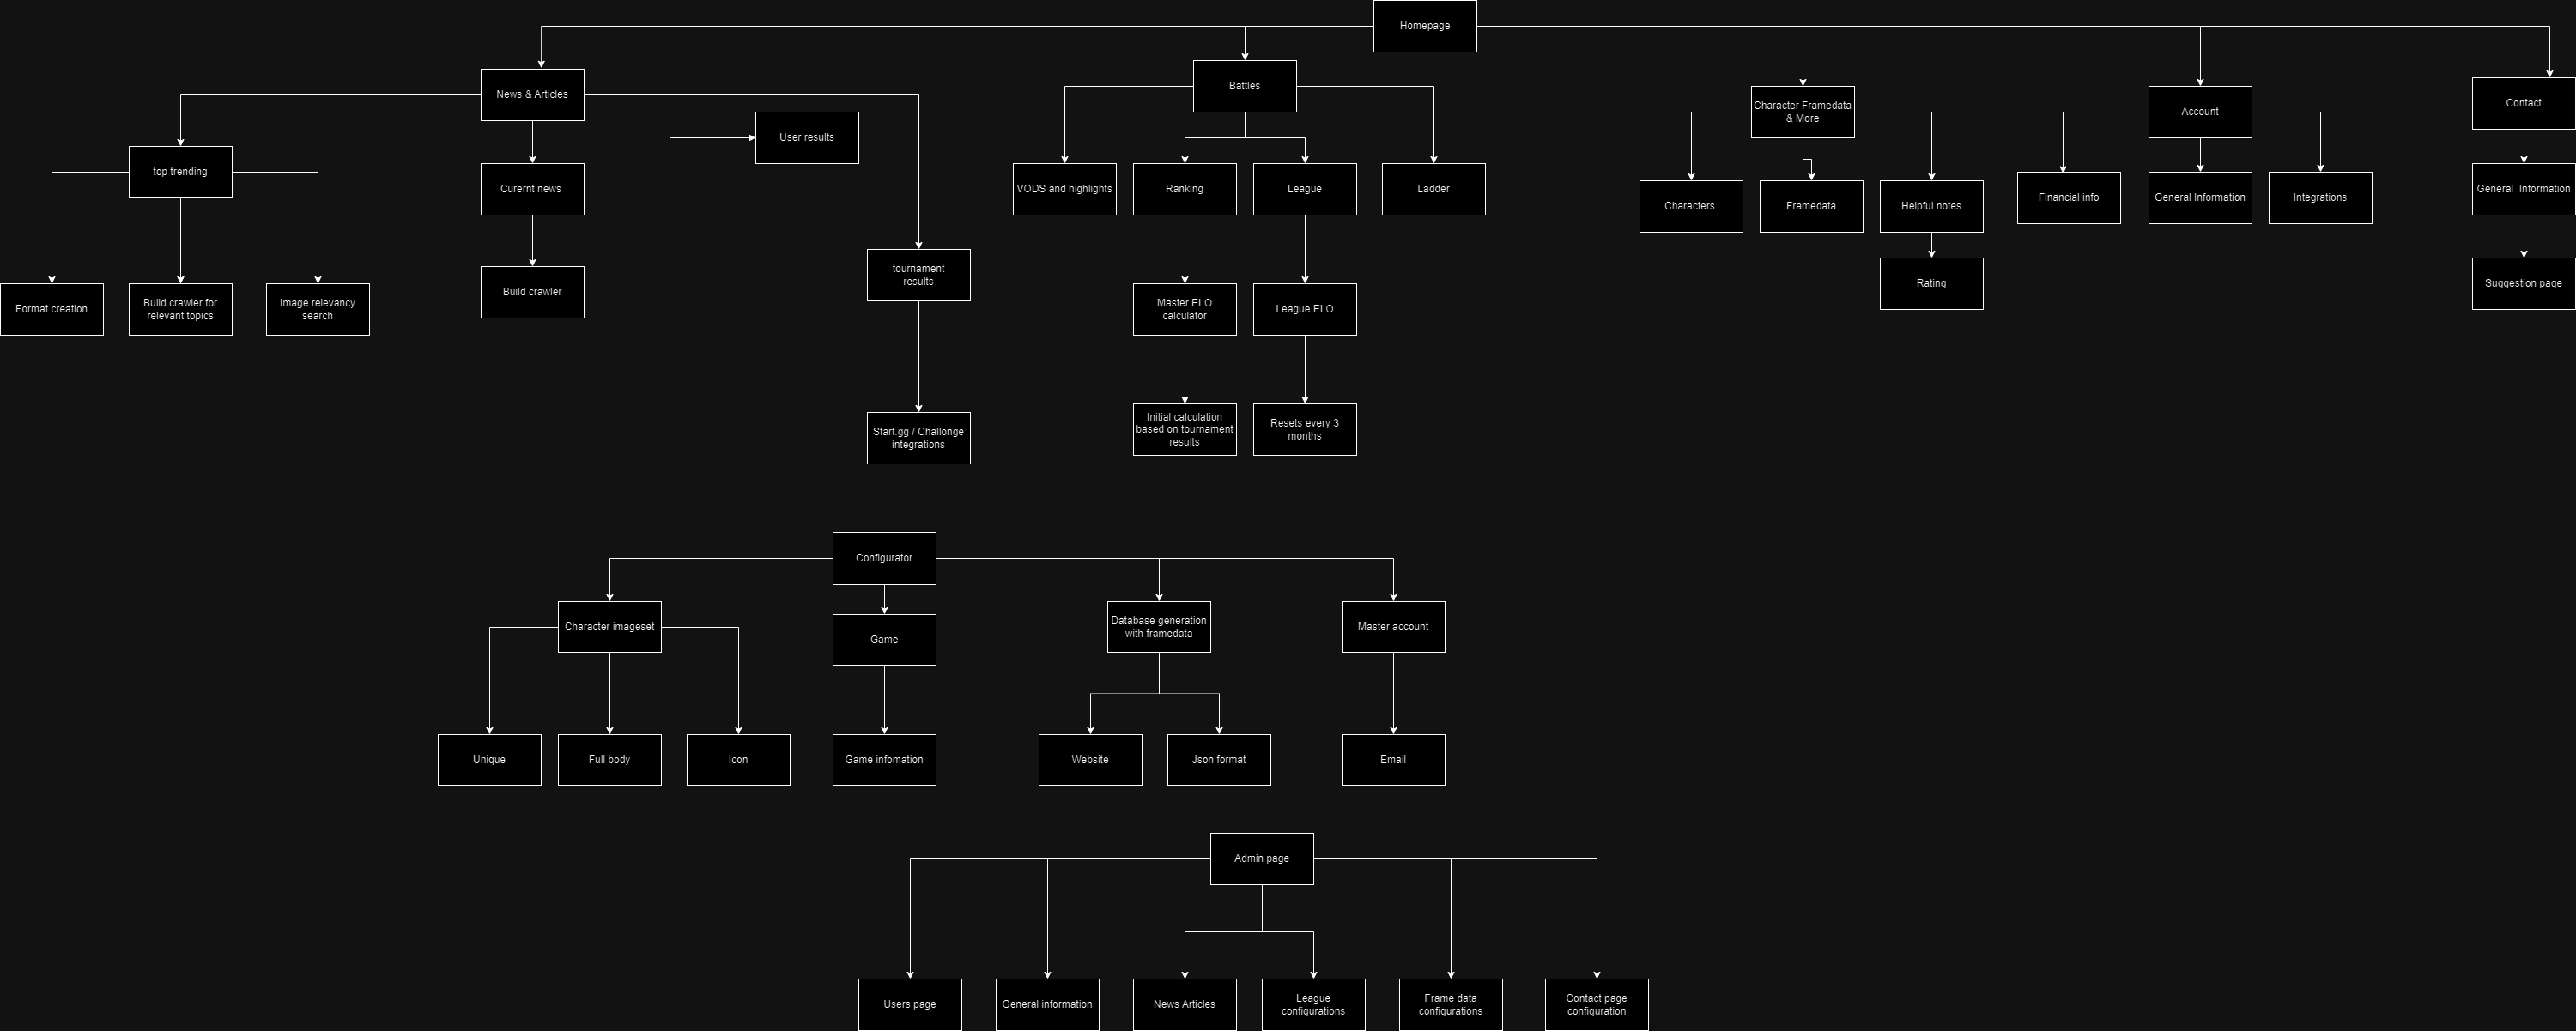 Homepage
News & Articles
Battles
Character Framedata
& More
Account
Contact
User results
top trending
Curernt news
VODS and highlights
Ranking
League
Ladder
Characters
Framedata
Helpful notes
Financial info
General Information
Integrations
General  Information
tournament
results
Build crawler
Rating
Suggestion page
Format creation
Build crawler for
relevant topics
Image relevancy
search
Master ELO
calculator
League ELO
Start.gg / Challonge
integrations
Initial calculation
based on tournament
results
Resets every 3
months
Configurator
Character imageset
Game
Database generation
with framedata
Master account
Unique
Full body
Icon
Game infomation
Website
Json format
Email
Admin page
Users page
General information
News Articles
League
configurations
Frame data
configurations
Contact page
configuration